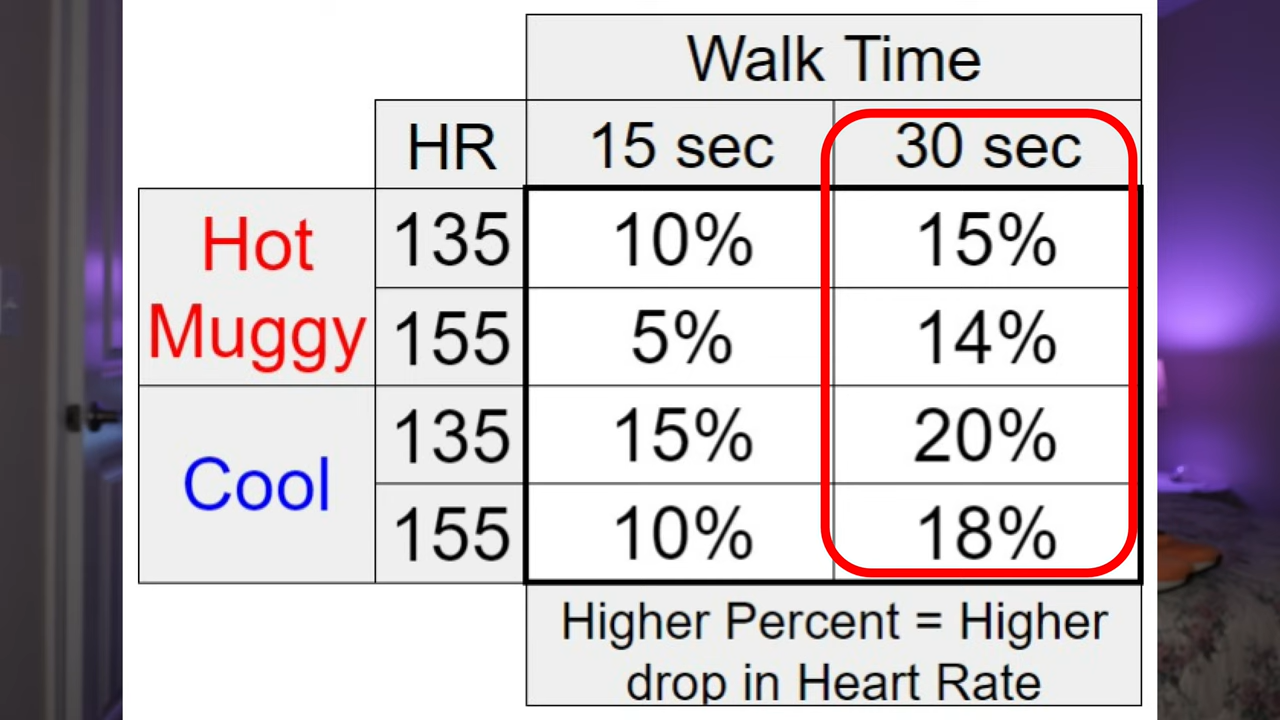 Walk Time
HR 15 sec 30 sec
Hot Muggy 135 10% 15%
155 5% 14%
Cool 135 15% 20%
155 10% 18%
Higher Percent = Higher
drop in Heart Rate